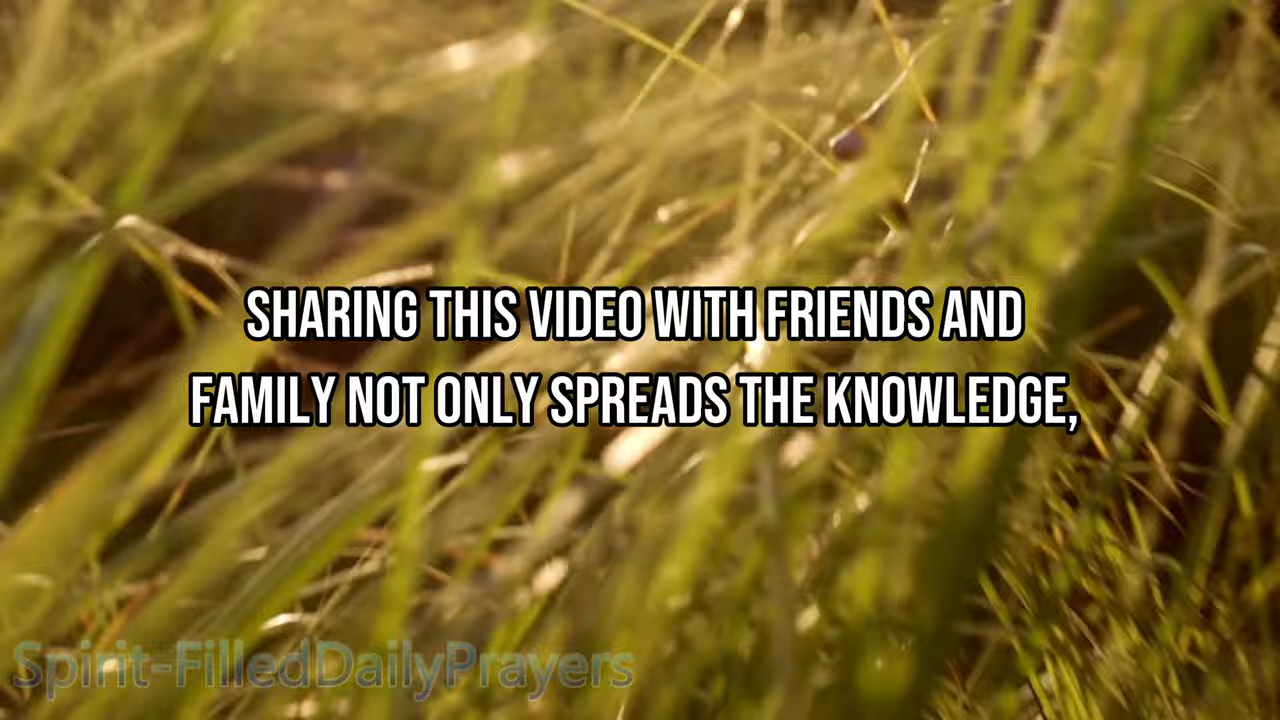 SHARING THIS VIDEO WITH FRIENDS AND
FAMILY NOT ONLY SPREADS THE KNOWLEDGE,
Spirit-FilledDailyPrayers